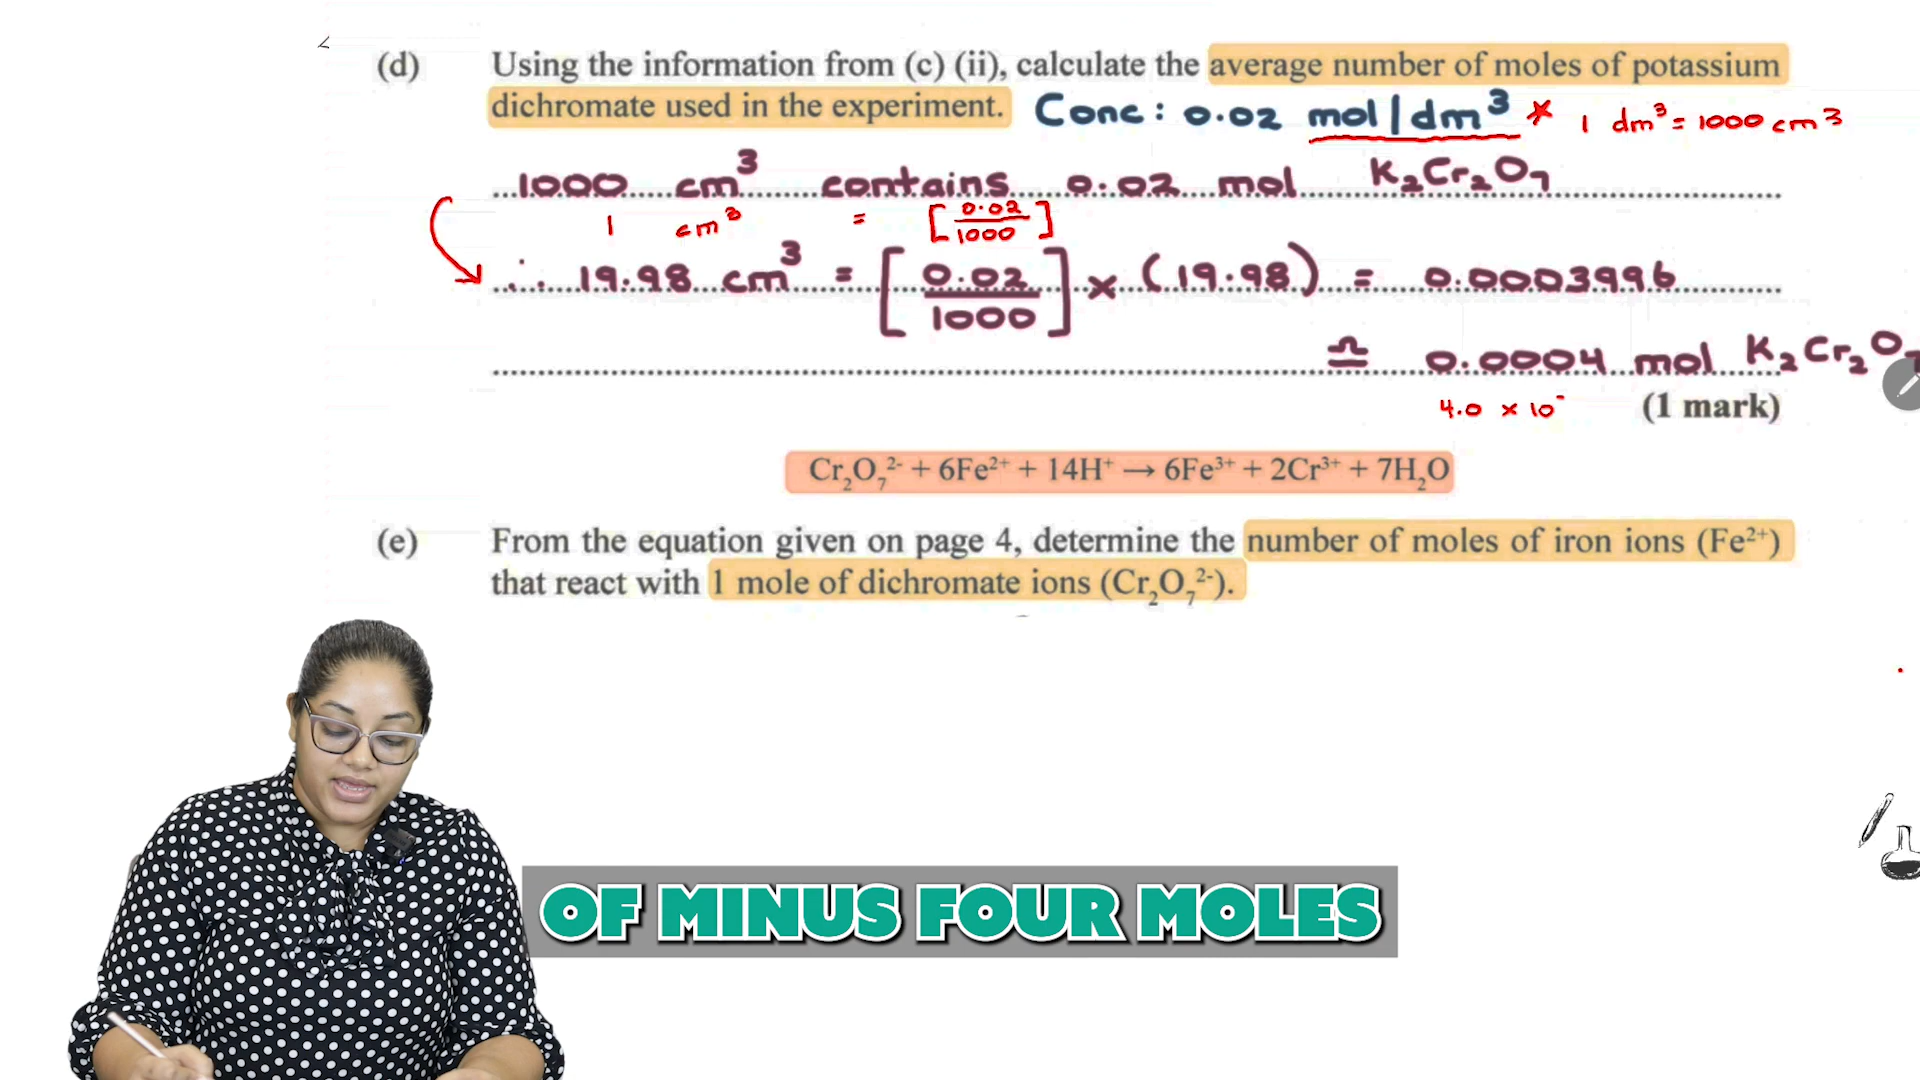 (d) Using the information from (c) (ii), calculate the average number of moles of potassium
dichromate used in the experiment. Conc : 0.02 mol/dm³ * 1 dm³ = 1000 cm3
1000 cm³ contains 0.02 mol K₂Cr₂O₇
1 cm³ = [0.02/1000]
∴ 19.98 cm³ = [0.02/1000] × (19.98) = 0.0003996
≏ 0.0004 mol K₂Cr₂O₇
4.0 × 10⁻ (1 mark)
Cr₂O₇²⁻ + 6Fe²⁺ + 14H⁺ → 6Fe³⁺ + 2Cr³⁺ + 7H₂O
(e) From the equation given on page 4, determine the number of moles of iron ions (Fe²⁺)
that react with 1 mole of dichromate ions (Cr₂O₇²⁻).
OF MINUS FOUR MOLES